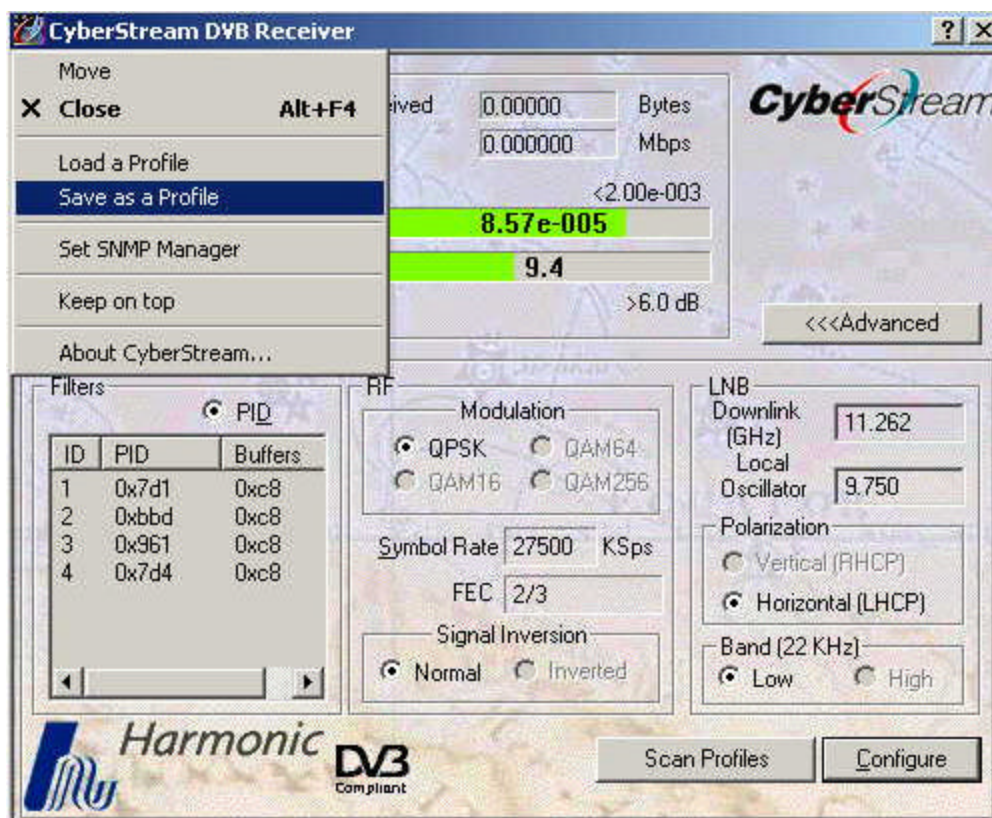 CyberStream DVB Receiver
Move
Close Alt+F4
Load a Profile
Save as a Profile
Set SNMP Manager
Keep on top
About CyberStream...
eived 0.00000 Bytes
0.000000 Mbps
<2.00e-003
8.57e-005
9.4
>6.0 dB
CyberStream
<<<Advanced
Filters
PID
ID PID Buffers
1 0x7d1 0xc8
2 0xbbd 0xc8
3 0x961 0xc8
4 0x7d4 0xc8
RF
Modulation
QPSK QAM64
QAM16 QAM256
Symbol Rate 27500 KSps
FEC 2/3
Signal Inversion
Normal Inverted
LNB
Downlink (GHz) 11.262
Local Oscillator 9.750
Polarization
Vertical (RHCP)
Horizontal (LHCP)
Band (22 KHz)
Low High
Harmonic
DVB
Compliant
Scan Profiles
Configure